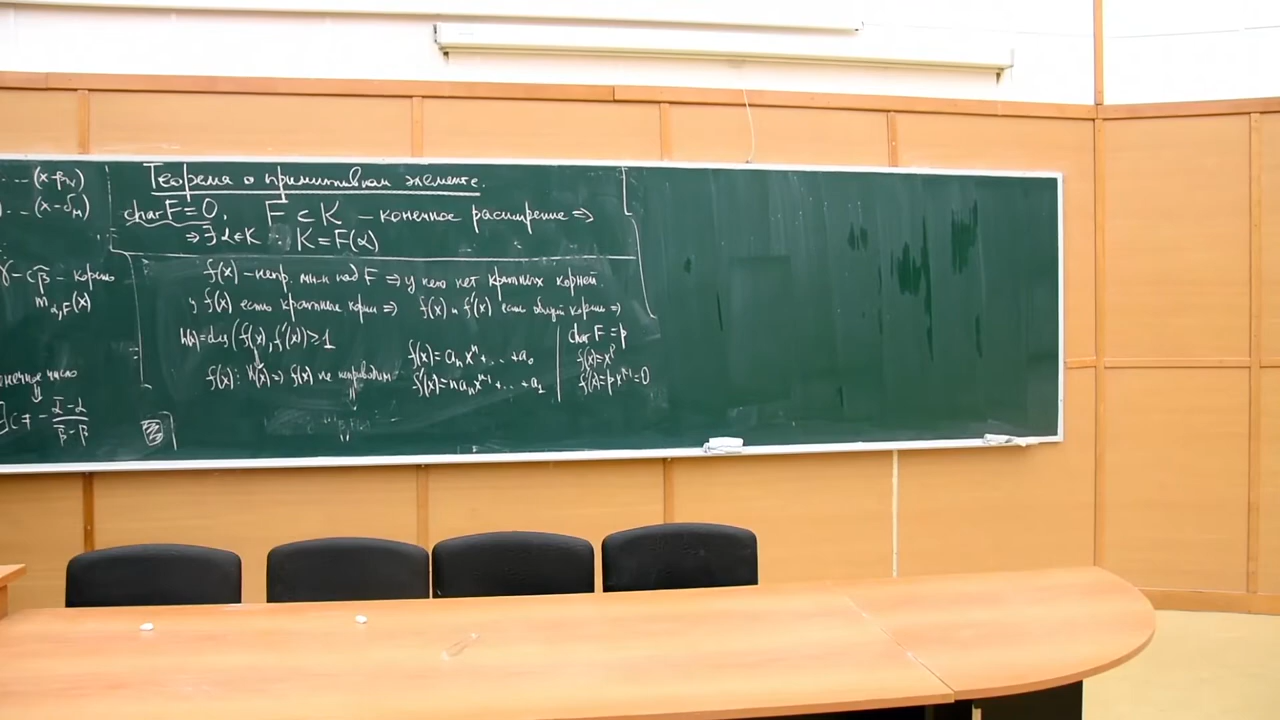 .... (x-β_N)
)... (x-δ_M)
γ-cβ - корень
m_{α,F}(x)
конечное число
⇓
]c ≠ - (α̅-α)/(β̅-β)
Теорема о примитивном элементе.
char F=0. F ⊂ K - конечное расширение ⇒
⇒ ∃ α∈K : K=F(α)
f(x) - непр. мн-н над F ⇒ у него нет кратных корней.
у f(x) есть кратные корни ⇒ f(x) и f'(x) есть общий корень ⇒
h(x)=deg(f(x), f'(x))≥1
f(x) ⋮ h(x) ⇒ f(x) не неприводим
f(x)=a_n x^n+...+a_0
f'(x)=n a_n x^{n-1}+...+a_1
char F=p
f(x)=x^p
f'(x)=p x^{p-1}=0